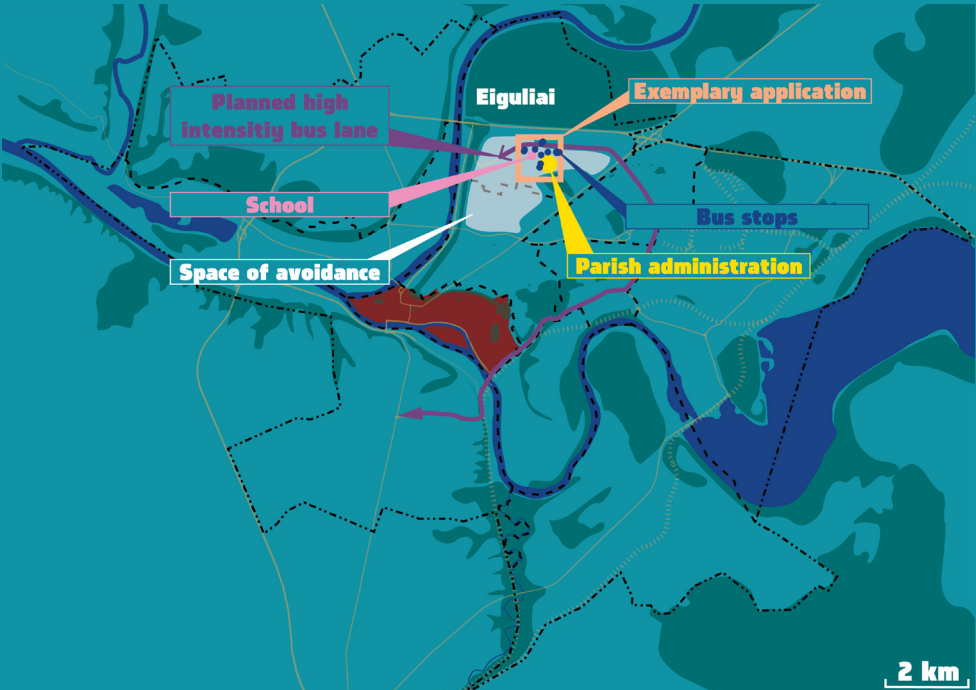 Eiguliai
Exemplary application
Planned high
intensitiy bus lane
School
Bus stops
Space of avoidance
Parish administration
2 km